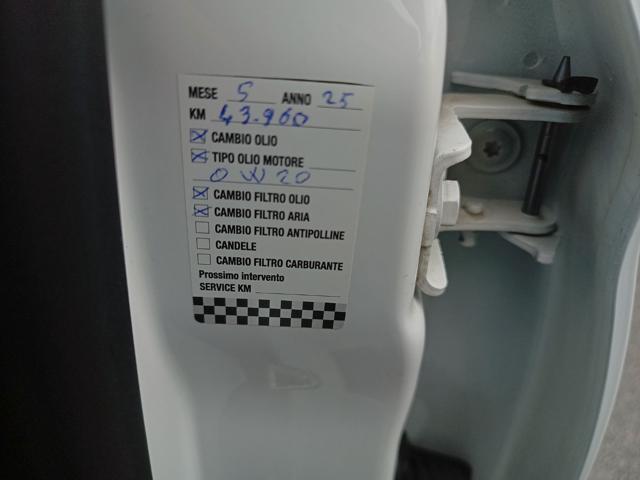 MESE 5 ANNO 25
KM 43.960
CAMBIO OLIO
TIPO OLIO MOTORE
0W20
CAMBIO FILTRO OLIO
CAMBIO FILTRO ARIA
CAMBIO FILTRO ANTIPOLLINE
CANDELE
CAMBIO FILTRO CARBURANTE
Prossimo intervento
SERVICE KM